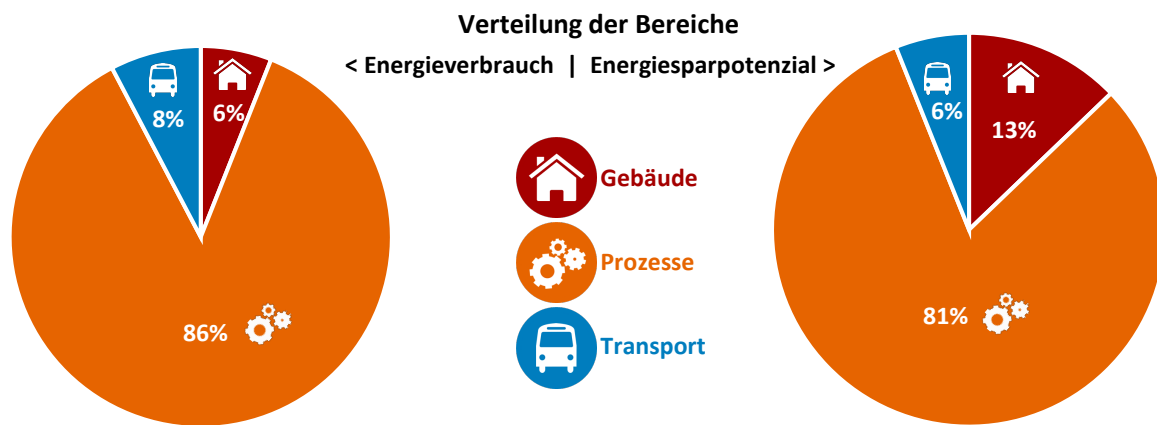 Verteilung der Bereiche
< Energieverbrauch | Energiesparpotenzial >
8%
6%
86%
Gebäude
Prozesse
Transport
6%
13%
81%